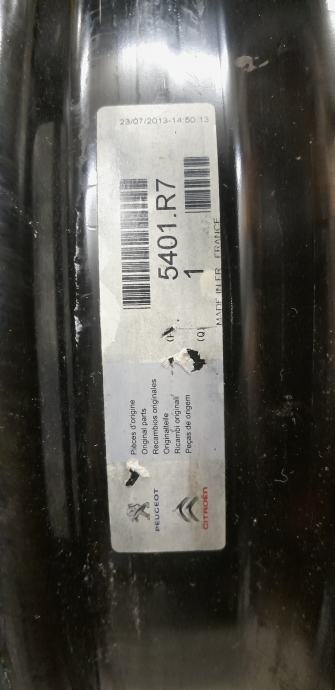 23/07/2013-14:50:13
5401.R7
1
(Q)
MADE IN FR. FRANCE
Pièces d'origine
Original parts
Recambios originales
Originalteile
Ricambi originali
Peças de origem
PEUGEOT
CITROËN